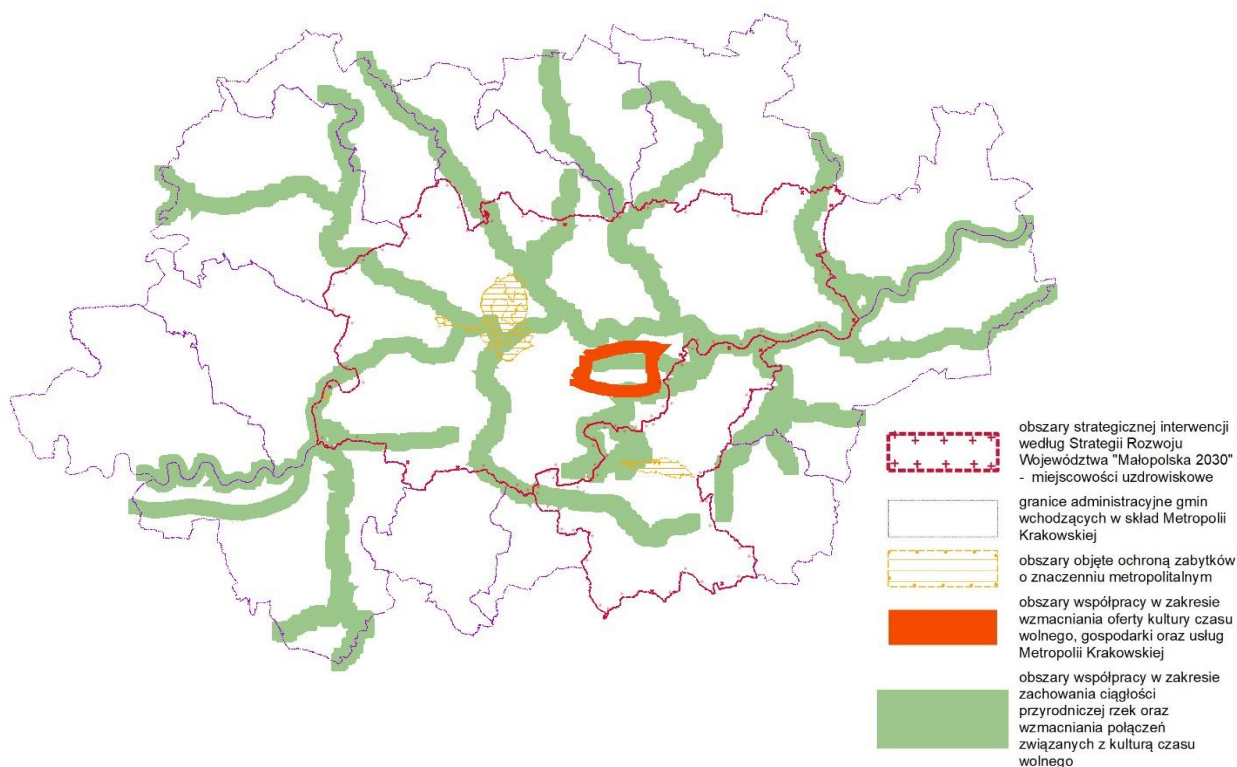 obszary strategicznej interwencji
według Strategii Rozwoju
Województwa "Małopolska 2030"
- miejscowości uzdrowiskowe
granice administracyjne gmin
wchodzących w skład Metropolii
Krakowskiej
obszary objęte ochroną zabytków
o znaczenniu metropolitalnym
obszary współpracy w zakresie
wzmacniania oferty kultury czasu
wolnego, gospodarki oraz usług
Metropolii Krakowskiej
obszary współpracy w zakresie
zachowania ciągłości
przyrodniczej rzek oraz
wzmacniania połączeń
związanych z kulturą czasu
wolnego